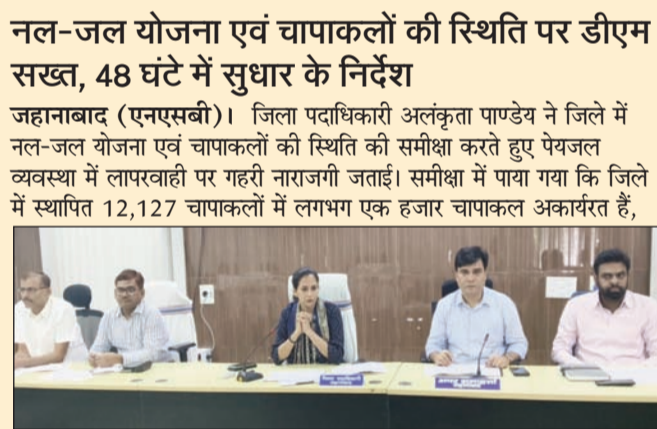 नल-जल योजना एवं चापाकलों की स्थिति पर डीएम
सख्त, 48 घंटे में सुधार के निर्देश
जहानाबाद (एनएसबी)। जिला पदाधिकारी अलंकृता पाण्डेय ने जिले में
नल-जल योजना एवं चापाकलों की स्थिति की समीक्षा करते हुए पेयजल
व्यवस्था में लापरवाही पर गहरी नाराजगी जताई। समीक्षा में पाया गया कि जिले
में स्थापित 12,127 चापाकलों में लगभग एक हजार चापाकल अकार्यरत हैं,